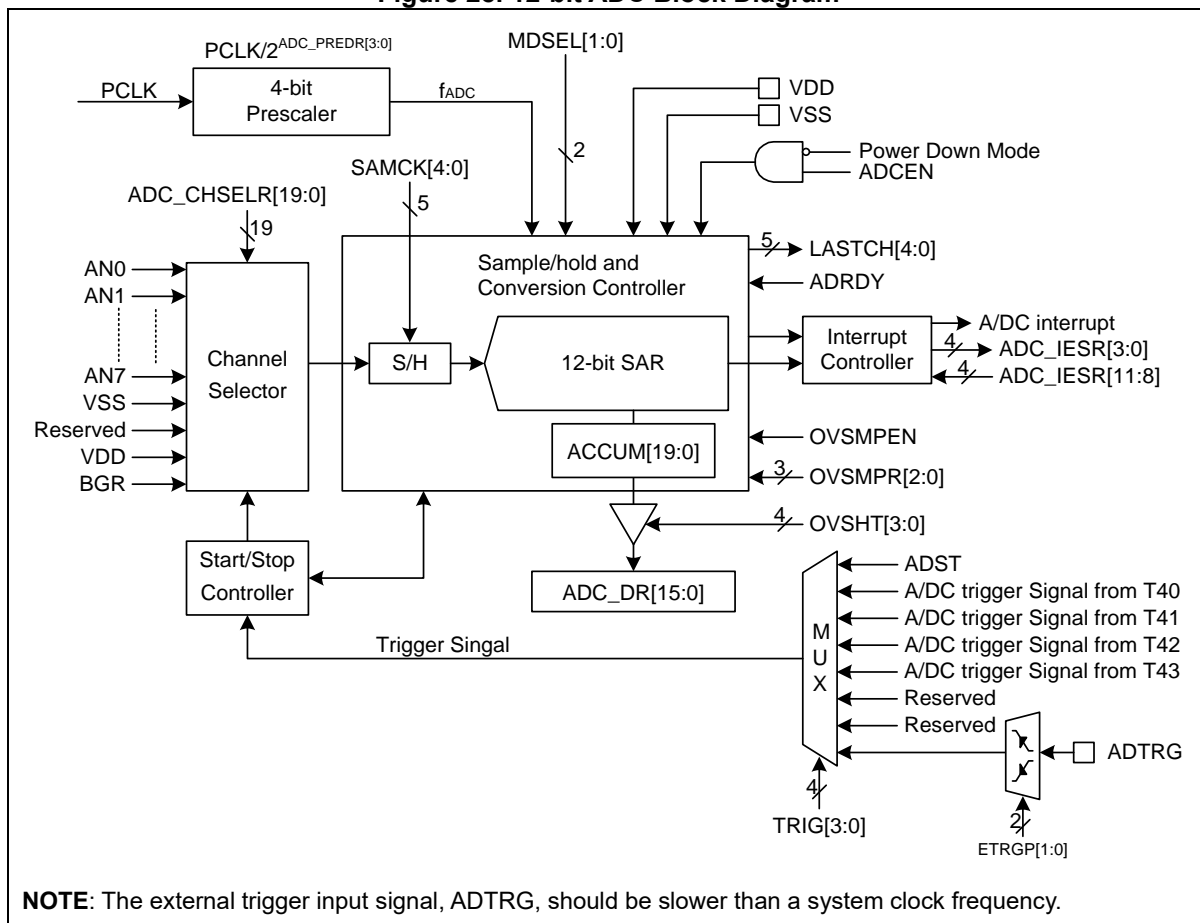 Figure 28. 12-bit ADC Block Diagram
PCLK/2^ADC_PREDR[3:0]
MDSEL[1:0]
PCLK
4-bit
Prescaler
fADC
VDD
VSS
2
Power Down Mode
ADCEN
SAMCK[4:0]
5
ADC_CHSELR[19:0]
19
AN0
AN1
AN7
VSS
Reserved
VDD
BGR
Channel
Selector
Sample/hold and
Conversion Controller
S/H
12-bit SAR
ACCUM[19:0]
5
LASTCH[4:0]
ADRDY
Interrupt
Controller
A/DC interrupt
4
ADC_IESR[3:0]
4
ADC_IESR[11:8]
OVSMPEN
3
OVSMPR[2:0]
4
OVSHT[3:0]
Start/Stop
Controller
ADC_DR[15:0]
Trigger Singal
M
U
X
ADST
A/DC trigger Signal from T40
A/DC trigger Signal from T41
A/DC trigger Signal from T42
A/DC trigger Signal from T43
Reserved
Reserved
ADTRG
4
TRIG[3:0]
2
ETRGP[1:0]
NOTE: The external trigger input signal, ADTRG, should be slower than a system clock frequency.